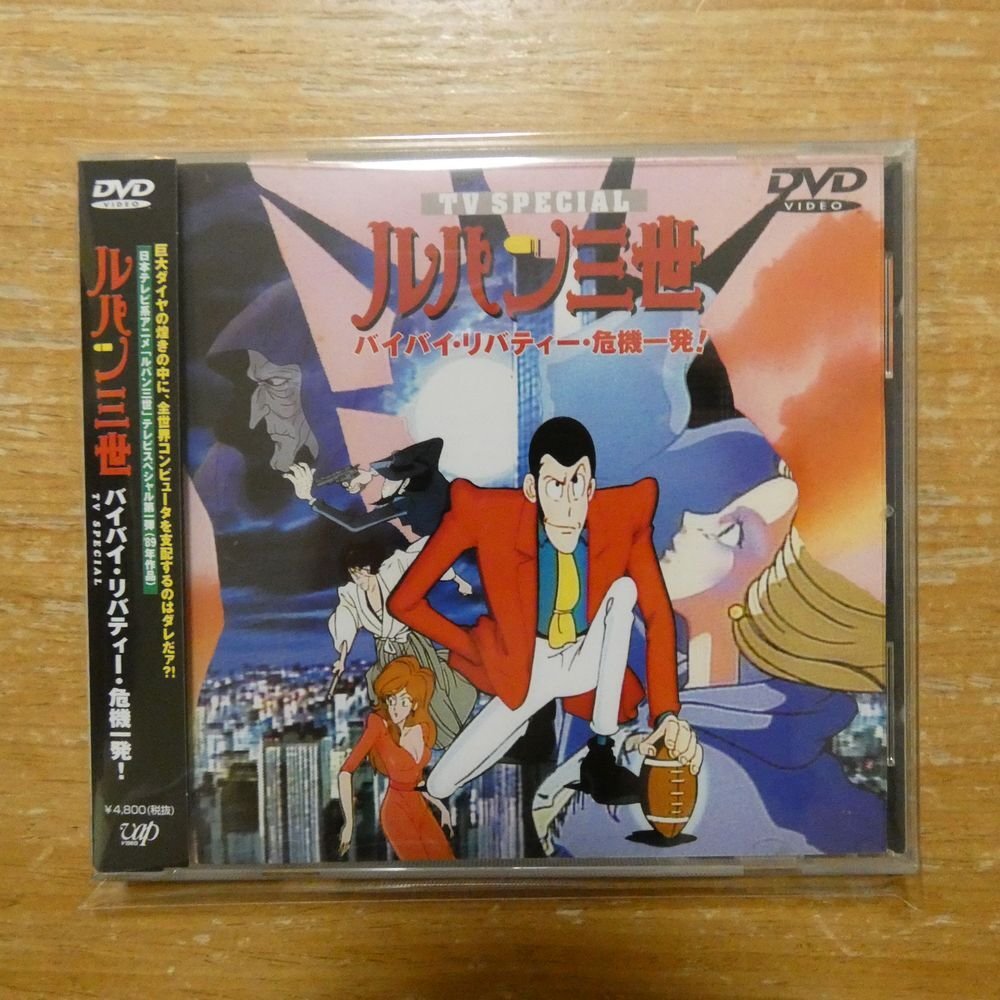 DVD
VIDEO
ルパン三世
TV SPECIAL
バイバイ・リバティー・危機一発!
巨大ダイヤの煌きの中に、全世界コンピュータを支配するのはダレだァ?!
日本テレビ系アニメ「ルパン三世」テレビスペシャル第一弾('89年作品)
¥4,800(税抜)
vap
VIDEO
TV SPECIAL
ルパン三世
バイバイ・リバティー・危機一発!
DVD
VIDEO